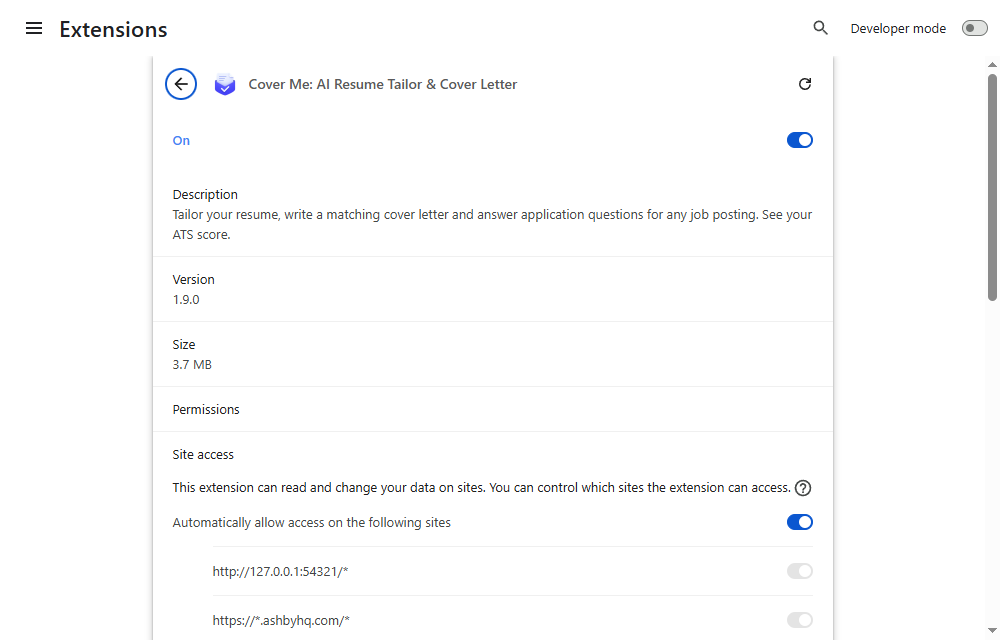 Extensions
Developer mode
Cover Me: AI Resume Tailor & Cover Letter
On
Description
Tailor your resume, write a matching cover letter and answer application questions for any job posting. See your
ATS score.
Version
1.9.0
Size
3.7 MB
Permissions
Site access
This extension can read and change your data on sites. You can control which sites the extension can access.
Automatically allow access on the following sites
http://127.0.0.1:54321/*
https://*.ashbyhq.com/*